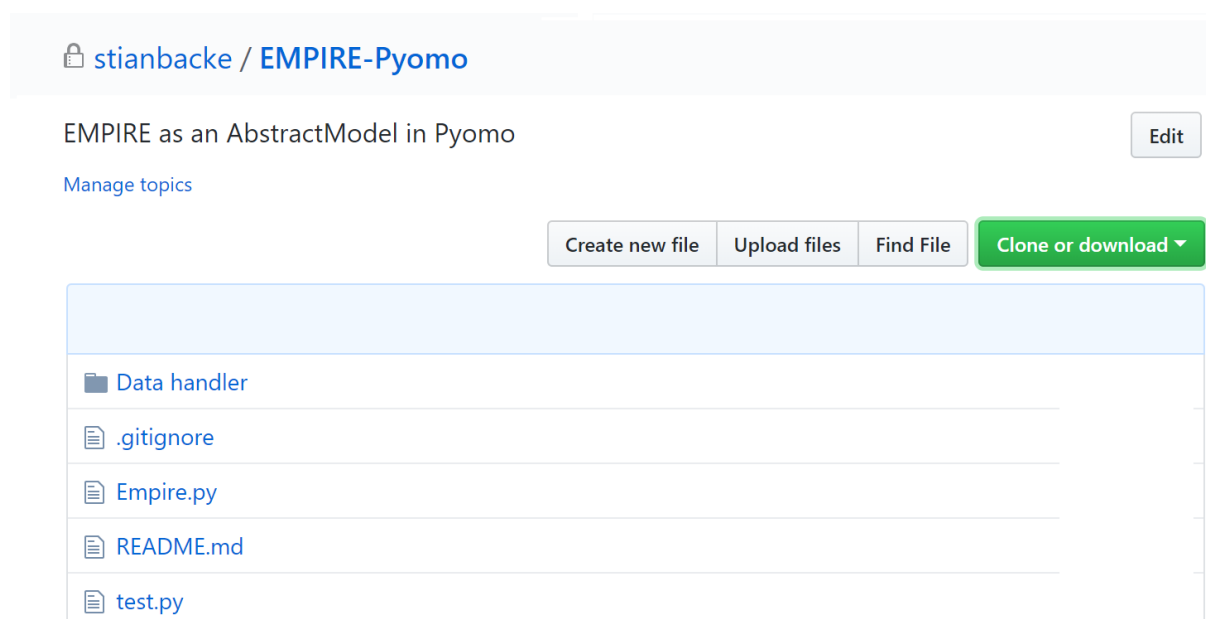 stianbacke / EMPIRE-Pyomo
EMPIRE as an AbstractModel in Pyomo
Edit
Manage topics
Create new file Upload files Find File Clone or download
Data handler
.gitignore
Empire.py
README.md
test.py